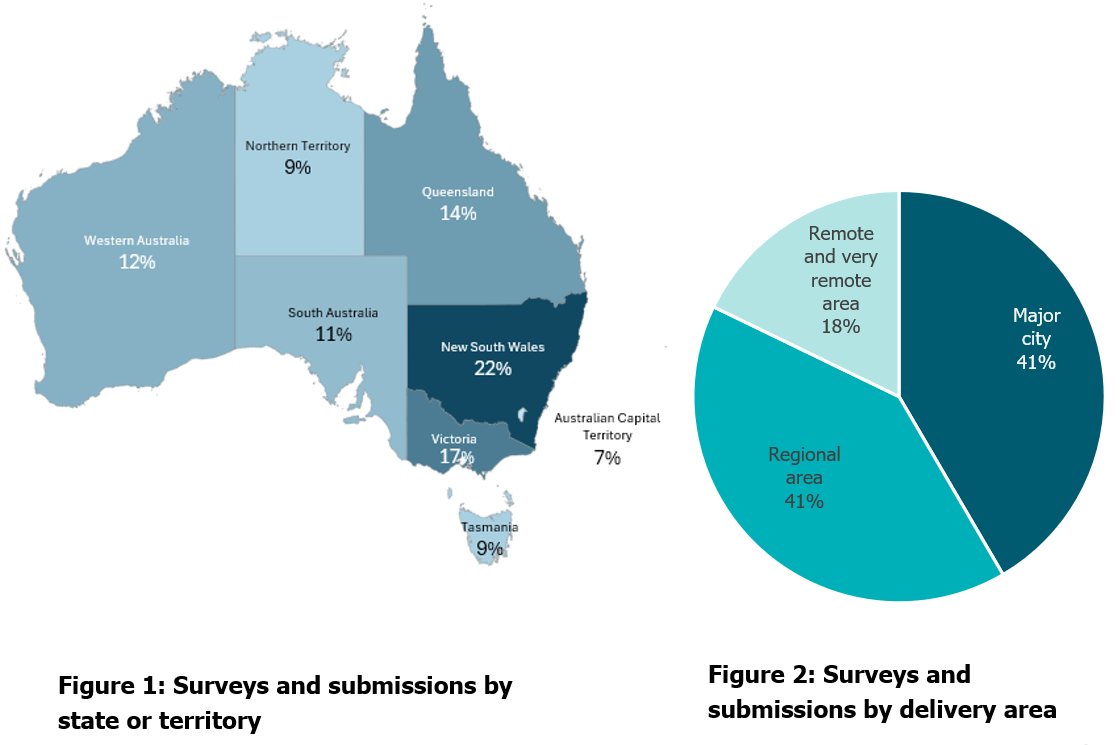 Northern Territory
9%
Queensland
14%
Western Australia
12%
South Australia
11%
New South Wales
22%
Australian Capital
Territory
7%
Victoria
17%
Tasmania
9%
Figure 1: Surveys and submissions by
state or territory
Remote
and very
remote
area
18%
Major
city
41%
Regional
area
41%
Figure 2: Surveys and
submissions by delivery area